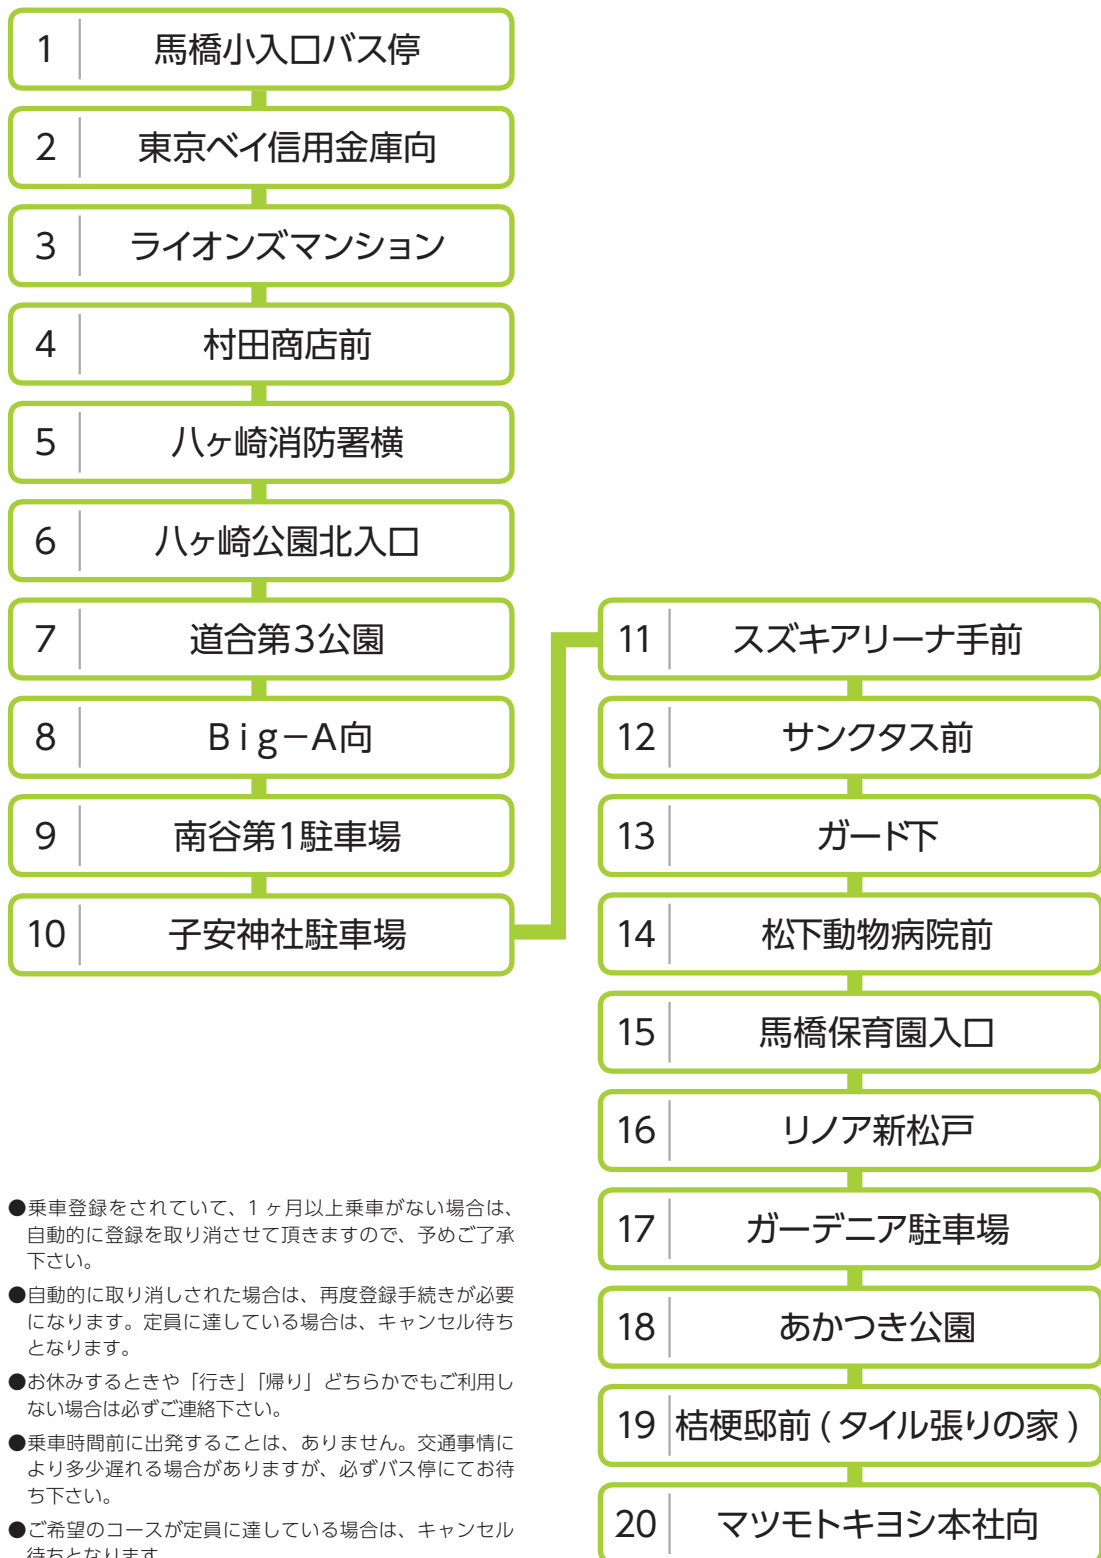 1 馬橋小入口バス停
2 東京ベイ信用金庫向
3 ライオンズマンション
4 村田商店前
5 八ヶ崎消防署横
6 八ヶ崎公園北入口
7 道合第3公園
8 Big－A向
9 南谷第1駐車場
10 子安神社駐車場
11 スズキアリーナ手前
12 サンクタス前
13 ガード下
14 松下動物病院前
15 馬橋保育園入口
16 リノア新松戸
17 ガーデニア駐車場
18 あかつき公園
19 桔梗邸前(タイル張りの家)
20 マツモトキヨシ本社向
●乗車登録をされていて、1ヶ月以上乗車がない場合は、
自動的に登録を取り消させて頂きますので、予めご了承
下さい。
●自動的に取り消しされた場合は、再度登録手続きが必要
になります。定員に達している場合は、キャンセル待ち
となります。
●お休みするときや「行き」「帰り」どちらかでもご利用し
ない場合は必ずご連絡下さい。
●乗車時間前に出発することは、ありません。交通事情に
より多少遅れる場合がありますが、必ずバス停にてお待
ち下さい。
●ご希望のコースが定員に達している場合は、キャンセル
待ちとなります。